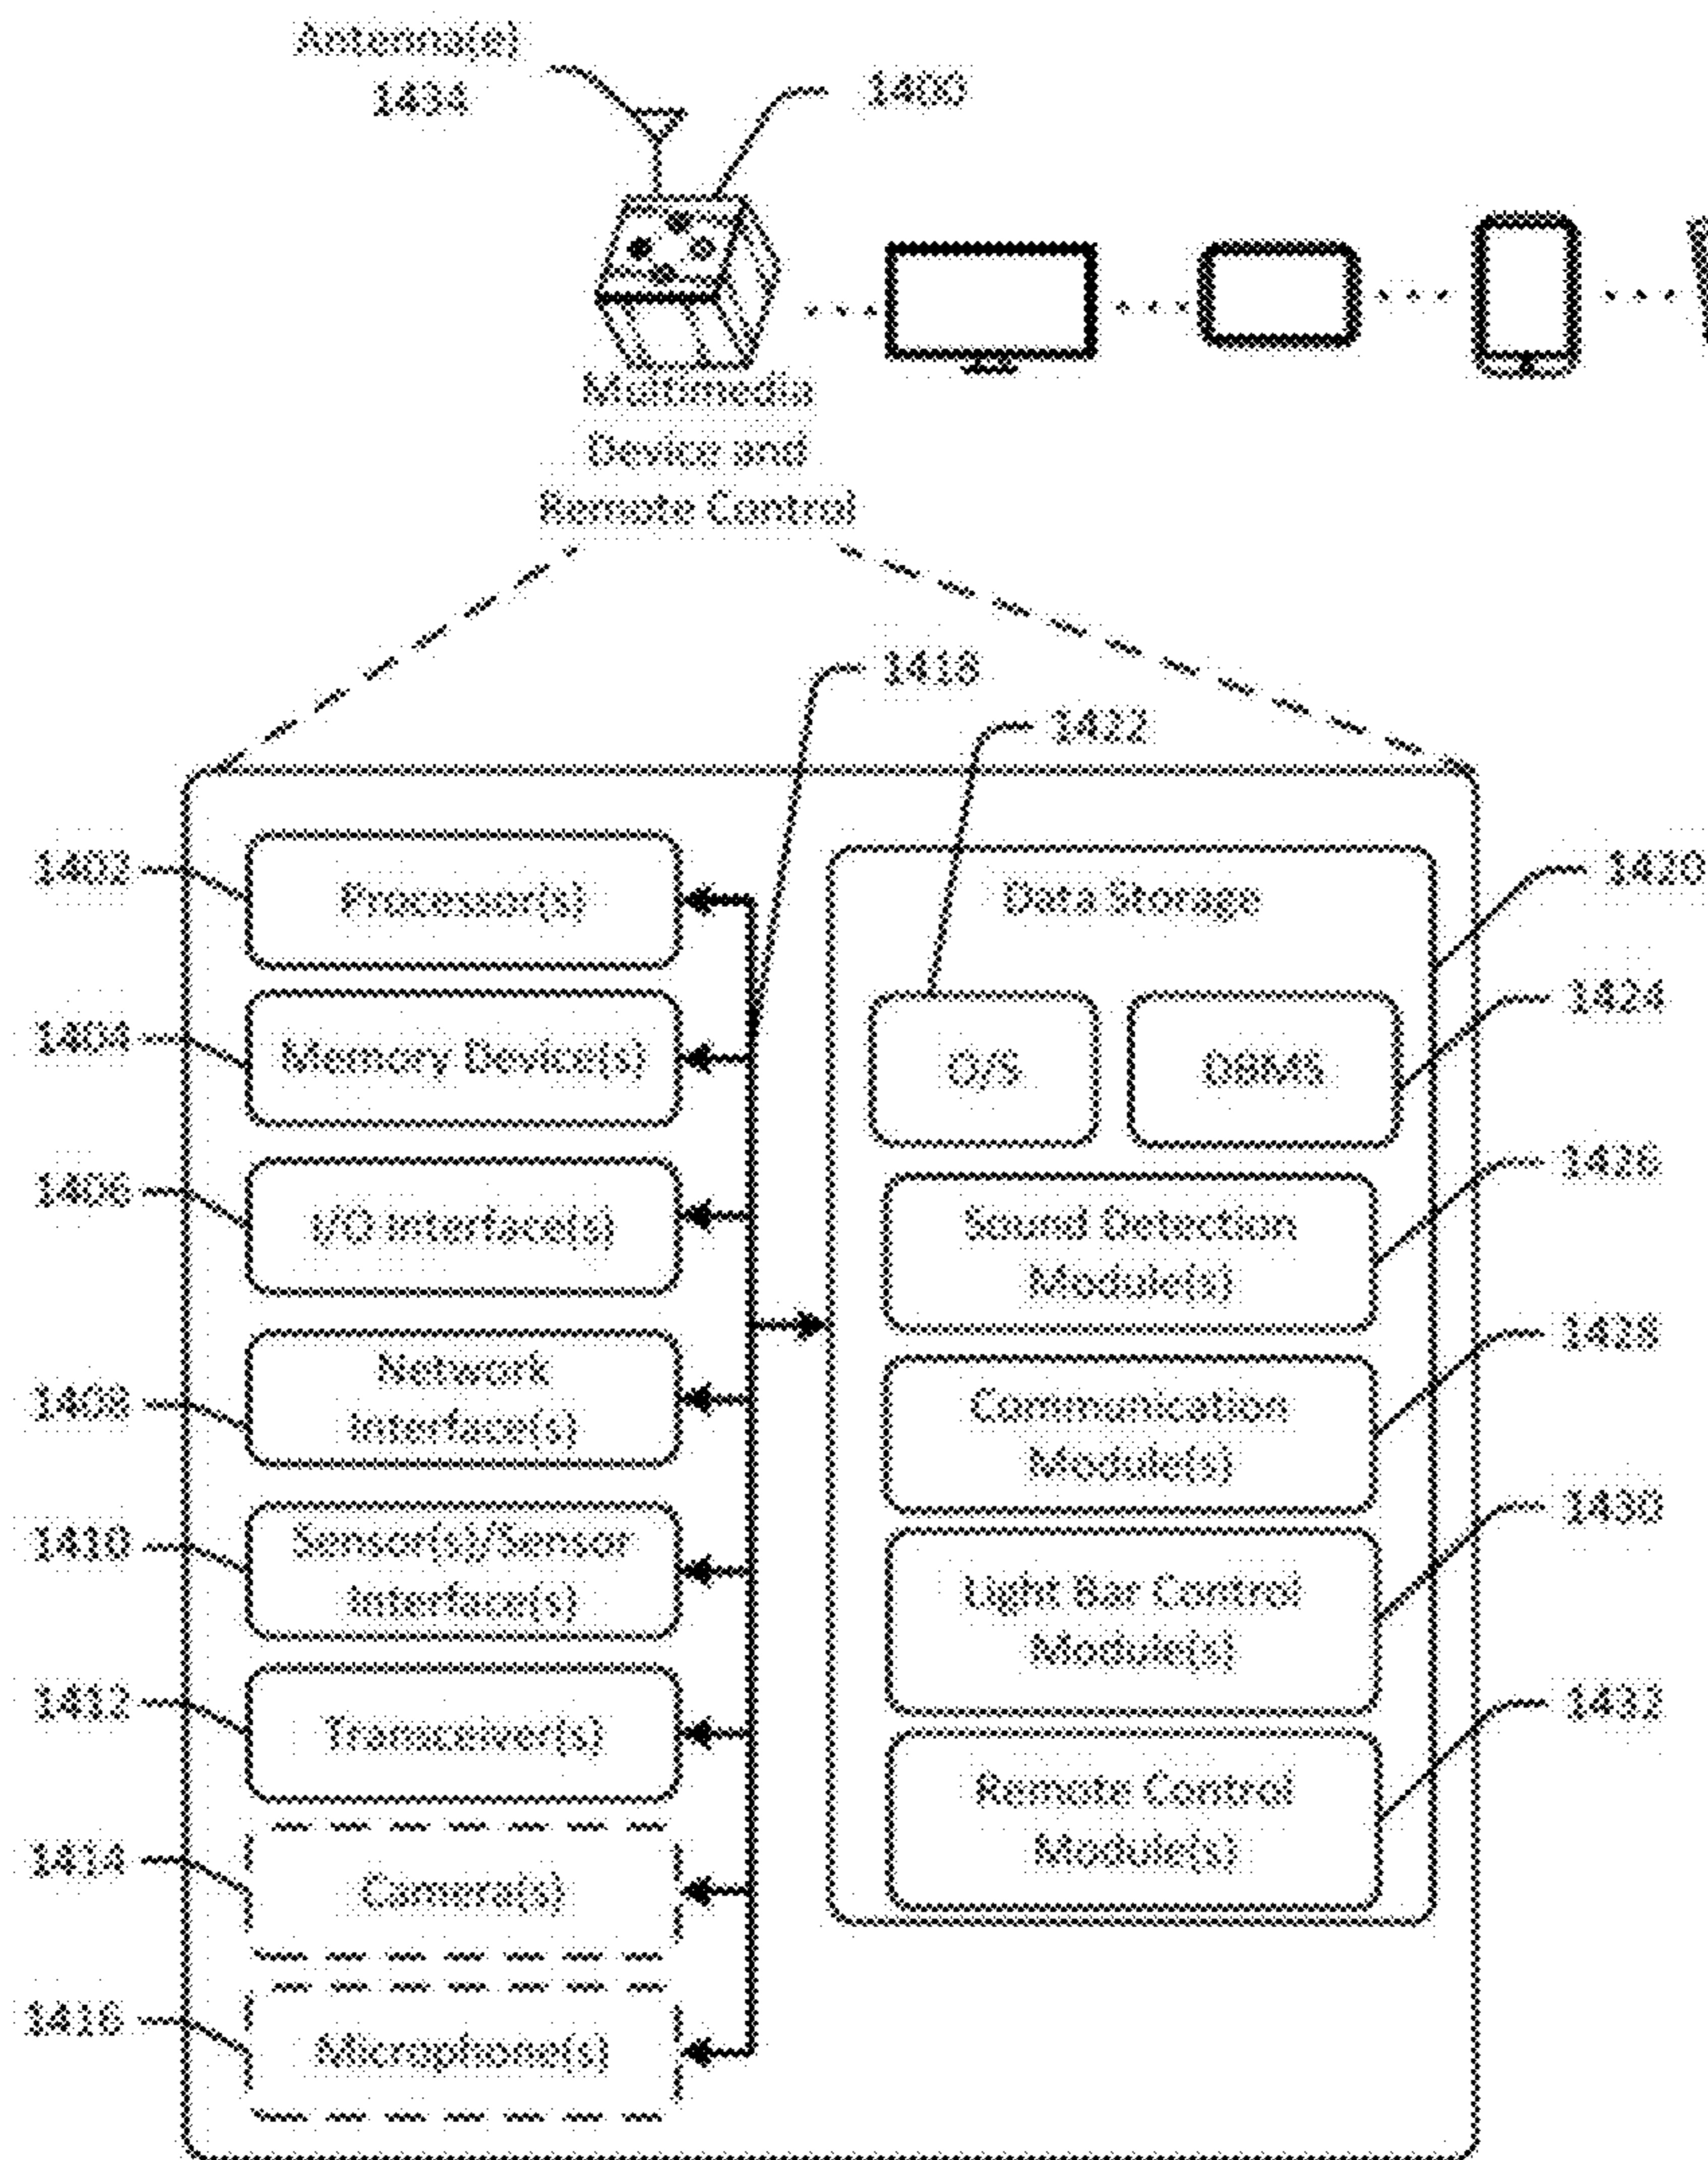 Antenna(e)
1434
1400
Multimedia
Device and
Remote Control
1418
1422
1402
Processor(s)
Data Storage
1420
1404
Memory Device(s)
O/S
DBMS
1424
1406
I/O Interface(s)
Sound Detection
Module(s)
1426
1408
Network
Interface(s)
Communication
Module(s)
1428
1410
Sensor(s)/Sensor
Interface(s)
Light Bar Control
Module(s)
1430
1412
Transceiver(s)
Remote Control
Module(s)
1432
1414
Camera(s)
1416
Microphone(s)